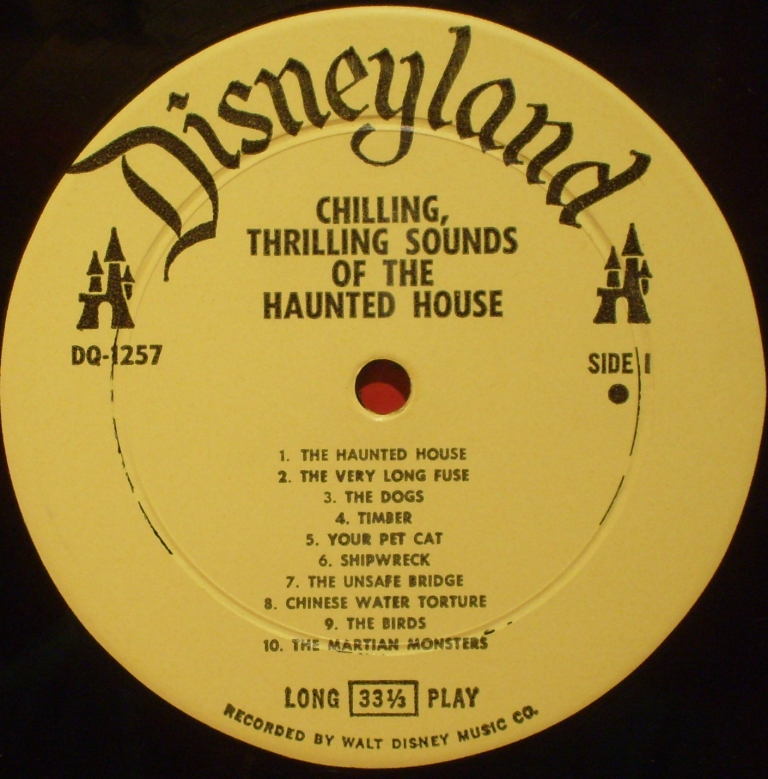 Disneyland
CHILLING,
THRILLING SOUNDS
OF THE
HAUNTED HOUSE
DQ-1257
SIDE 1
1. THE HAUNTED HOUSE
2. THE VERY LONG FUSE
3. THE DOGS
4. TIMBER
5. YOUR PET CAT
6. SHIPWRECK
7. THE UNSAFE BRIDGE
8. CHINESE WATER TORTURE
9. THE BIRDS
10. THE MARTIAN MONSTERS
LONG 33⅓ PLAY
RECORDED BY WALT DISNEY MUSIC CO.